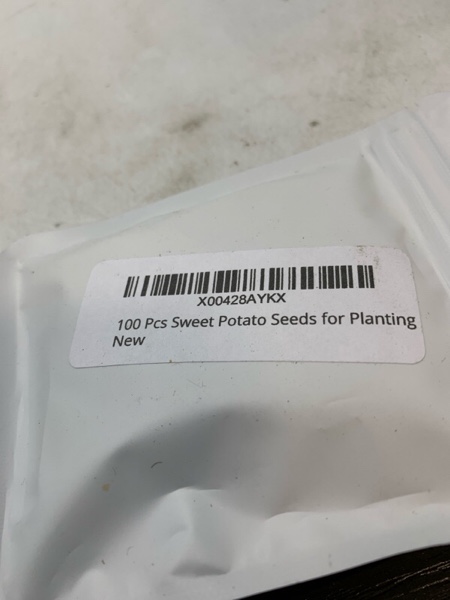 X00428AYKX
100 Pcs Sweet Potato Seeds for Planting
New